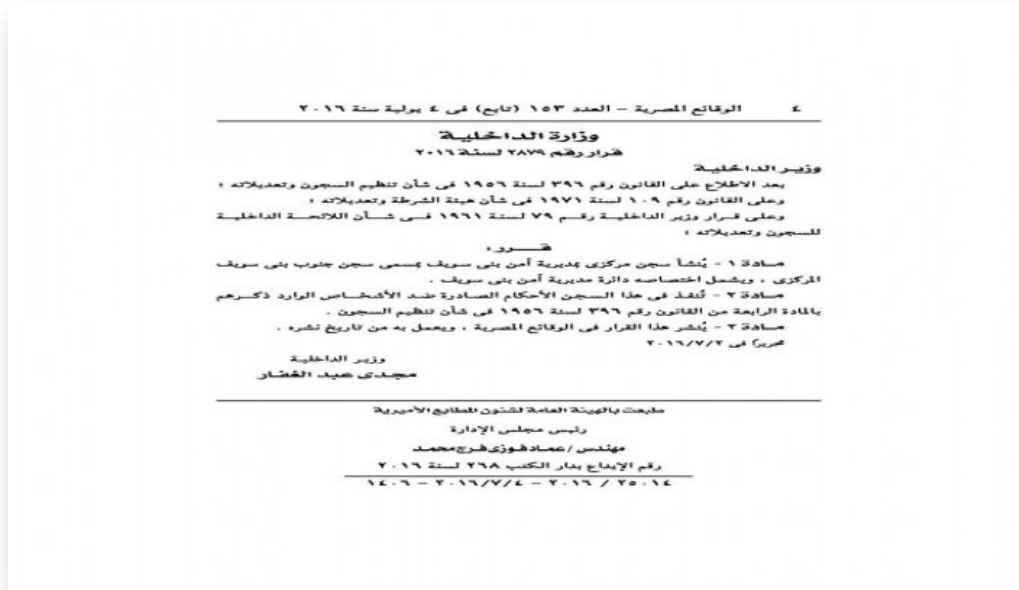 ٤ الوقائع المصرية – العدد ١٥٣ (تابع) فى ٤ يولية سنة ٢٠١٦
وزارة الداخلية
قرار رقم ٢٨٧٩ لسنة ٢٠١٦
وزير الداخلية
بعد الاطلاع على القانون رقم ٣٩٦ لسنة ١٩٥٦ فى شأن تنظيم السجون وتعديلاته ؛
وعلى القانون رقم ١٠٩ لسنة ١٩٧١ فى شأن هيئة الشرطة وتعديلاته ؛
وعلى قرار وزير الداخلية رقم ٧٩ لسنة ١٩٦١ فى شأن اللائحة الداخلية
للسجون وتعديلاته ؛
قرر :
مادة ١ - يُنشأ سجن مركزى بمديرية أمن بنى سويف بمسمى سجن جنوب بنى سويف
المركزى ، ويشمل اختصاصه دائرة مديرية أمن بنى سويف .
مادة ٢ - تُنفذ فى هذا السجن الأحكام الصادرة ضد الأشخاص الوارد ذكرهم
بالمادة الرابعة من القانون رقم ٣٩٦ لسنة ١٩٥٦ فى شأن تنظيم السجون .
مادة ٣ - يُنشر هذا القرار فى الوقائع المصرية ، ويعمل به من تاريخ نشره .
تحريرًا فى ٢٠١٦/٧/٢
وزير الداخلية
مجدى عبد الغفار
طبعت بالهيئة العامة لشئون المطابع الأميرية
رئيس مجلس الإدارة
مهندس / عماد فوزى فرج محمد
رقم الإيداع بدار الكتب ٢٦٨ لسنة ٢٠١٦
٢٥٠١٤ / ٢٠١٦ – ٢٠١٦/٧/٤ – ١٤٠٦